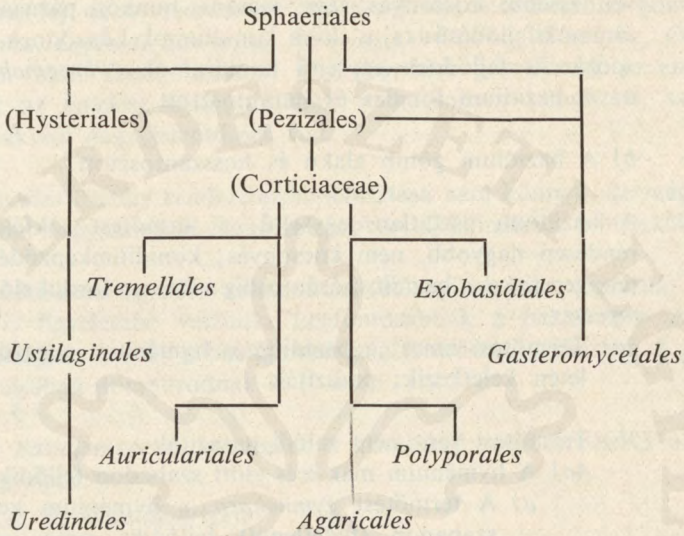 Sphaeriales
(Hysteriales) (Pezizales)
(Corticiaceae)
Tremellales Exobasidiales
Ustilaginales Gasteromycetales
Auriculariales Polyporales
Uredinales Agaricales